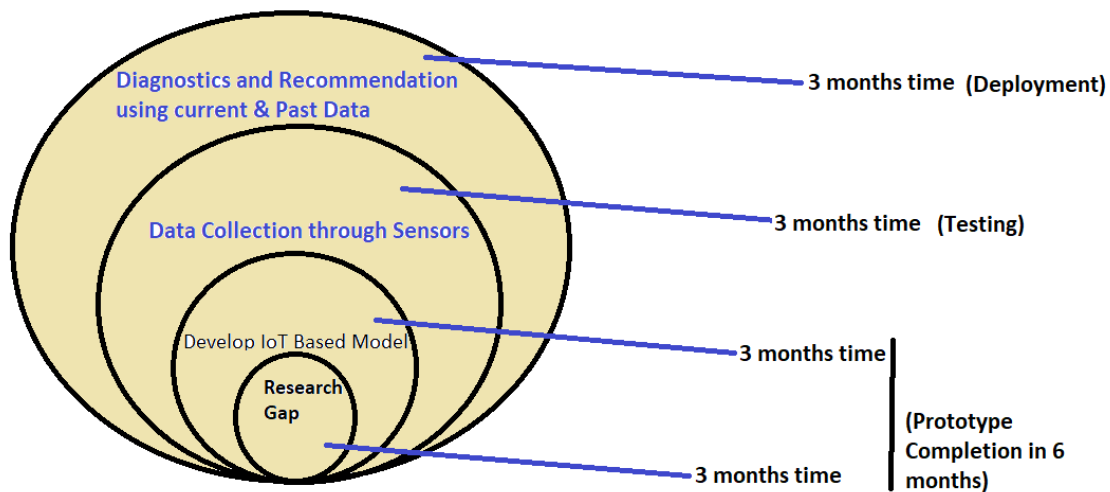 Diagnostics and Recommendation
using current & Past Data
3 months time (Deployment)
Data Collection through Sensors
3 months time (Testing)
Develop IoT Based Model
3 months time
Research
Gap
3 months time
(Prototype
Completion in 6
months)